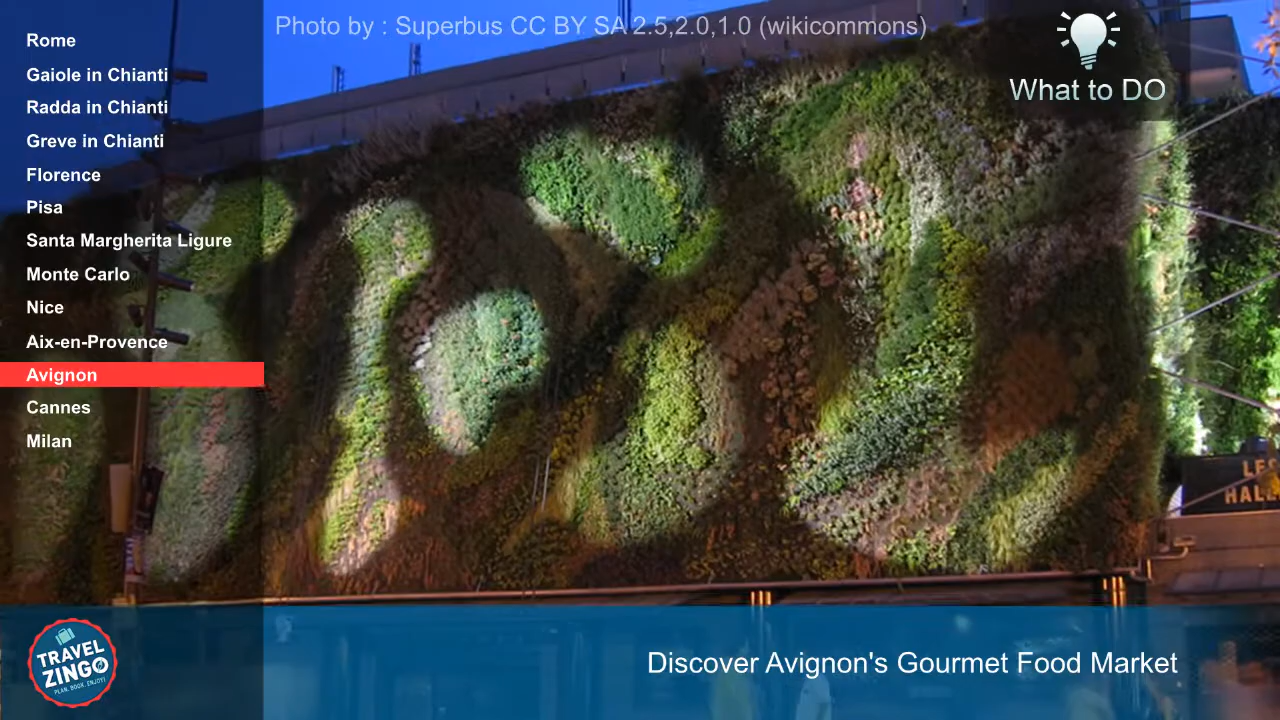 Photo by : Superbus CC BY SA 2.5,2.0,1.0 (wikicommons)
What to DO
Rome
Gaiole in Chianti
Radda in Chianti
Greve in Chianti
Florence
Pisa
Santa Margherita Ligure
Monte Carlo
Nice
Aix-en-Provence
Avignon
Cannes
Milan
LES
HALL
TRAVEL
ZINGO
PLAN. BOOK. ENJOY!
Discover Avignon's Gourmet Food Market